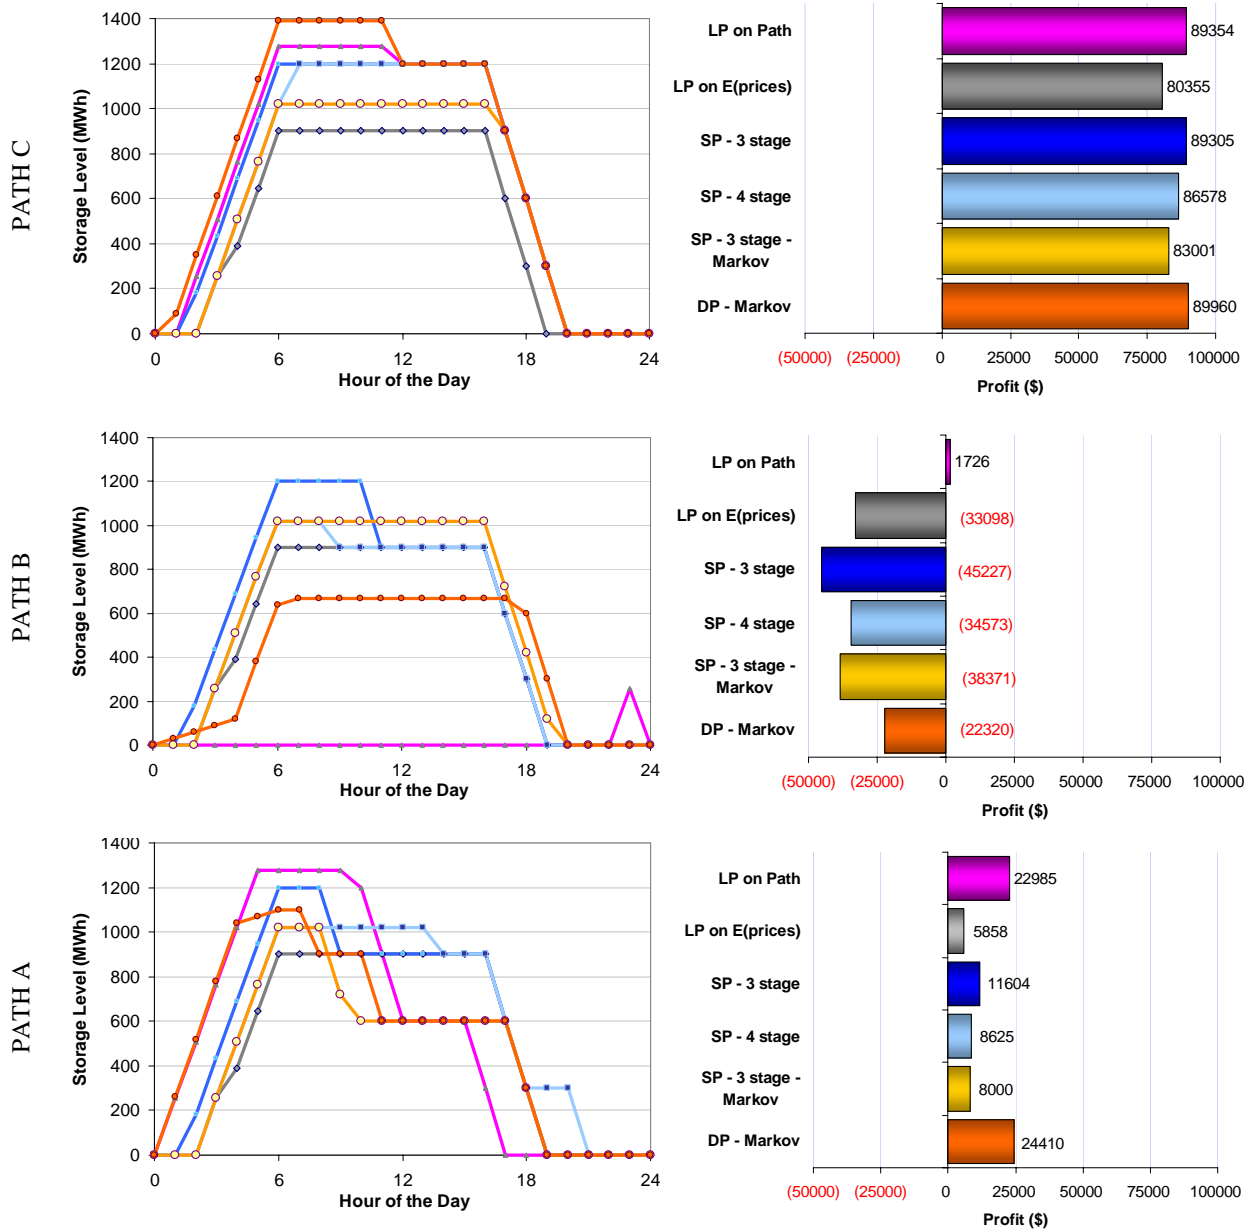 PATH C
Storage Level (MWh)
1400
1200
1000
800
600
400
200
0
0 6 12 18 24
Hour of the Day
LP on Path 89354
LP on E(prices) 80355
SP - 3 stage 89305
SP - 4 stage 86578
SP - 3 stage -
Markov 83001
DP - Markov 89960
(50000) (25000) 0 25000 50000 75000 100000
Profit ($)
PATH B
Storage Level (MWh)
1400
1200
1000
800
600
400
200
0
0 6 12 18 24
Hour of the Day
LP on Path 1726
LP on E(prices) (33098)
SP - 3 stage (45227)
SP - 4 stage (34573)
SP - 3 stage -
Markov (38371)
DP - Markov (22320)
(50000) (25000) 0 25000 50000 75000 100000
Profit ($)
PATH A
Storage Level (MWh)
1400
1200
1000
800
600
400
200
0
0 6 12 18 24
Hour of the Day
LP on Path 22985
LP on E(prices) 5858
SP - 3 stage 11604
SP - 4 stage 8625
SP - 3 stage -
Markov 8000
DP - Markov 24410
(50000) (25000) 0 25000 50000 75000 100000
Profit ($)